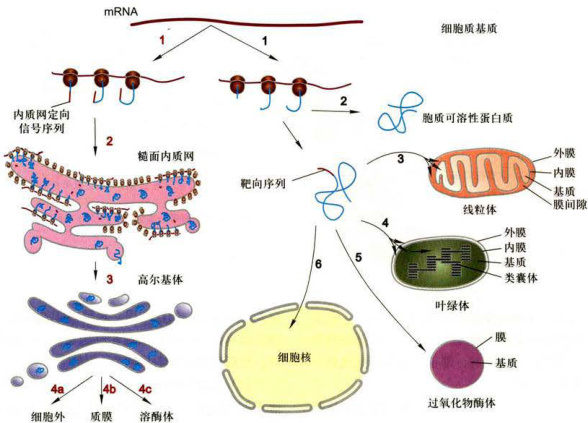 mRNA
细胞质基质
1
1
内质网定向
信号序列
2
胞质可溶性蛋白质
2
糙面内质网
靶向序列
3
外膜
内膜
基质
膜间隙
线粒体
4
外膜
内膜
基质
类囊体
叶绿体
3
高尔基体
6
5
细胞核
膜
基质
过氧化物酶体
4a
4b
4c
细胞外
质膜
溶酶体